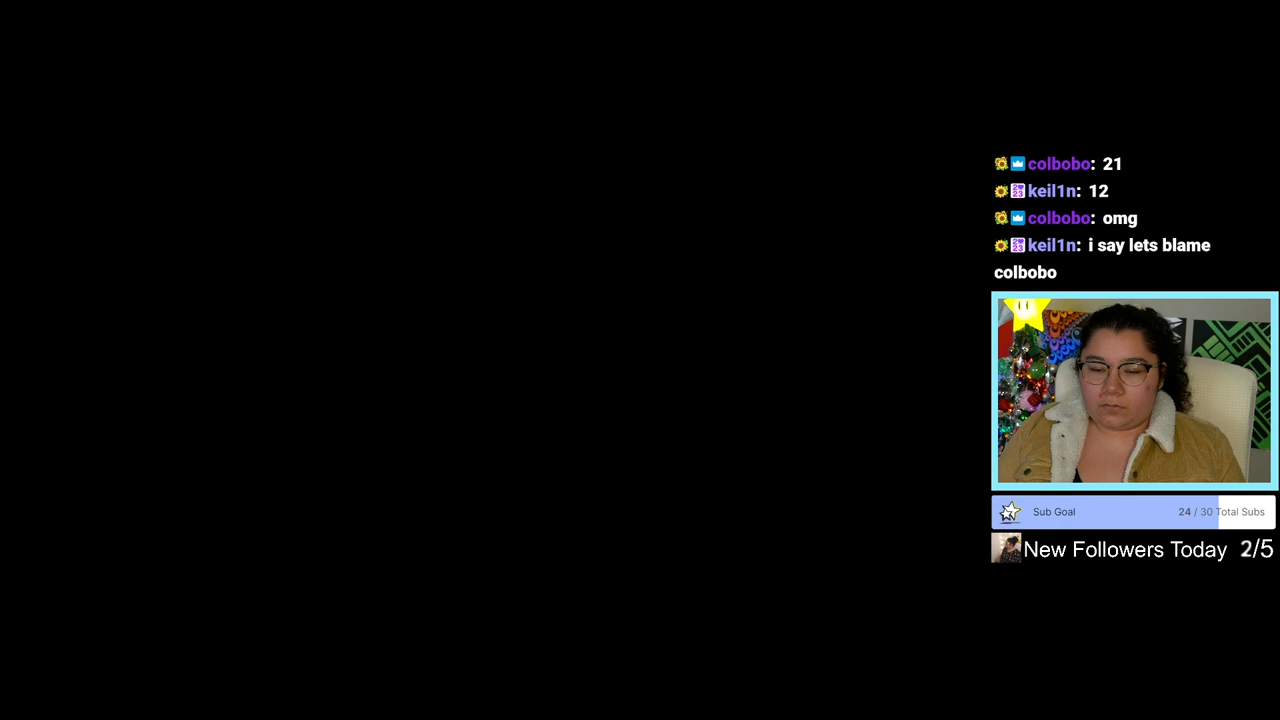 colbobo: 21
keil1n: 12
colbobo: omg
keil1n: i say lets blame
colbobo
Sub Goal 24 / 30 Total Subs
New Followers Today 2/5